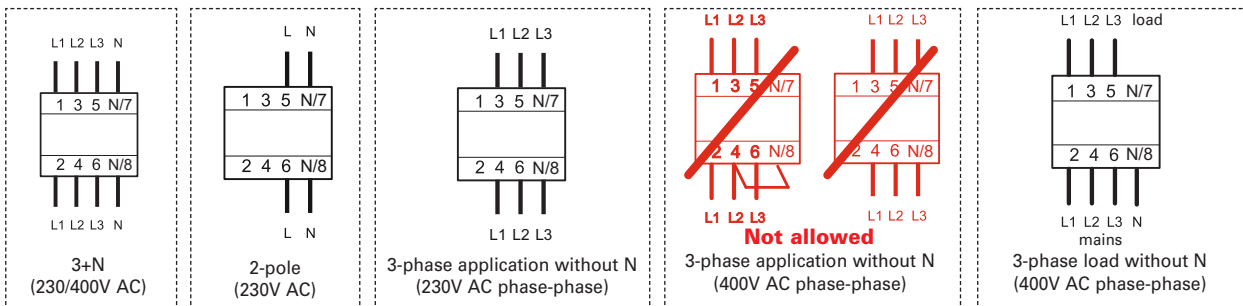 L1 L2 L3 N
1 3 5 N/7
2 4 6 N/8
L1 L2 L3 N
3+N
(230/400V AC)
L N
1 3 5 N/7
2 4 6 N/8
L N
2-pole
(230V AC)
L1 L2 L3
1 3 5 N/7
2 4 6 N/8
L1 L2 L3
3-phase application without N
(230V AC phase-phase)
L1 L2 L3
1 3 5 N/7
2 4 6 N/8
L1 L2 L3
L1 L2 L3
1 3 5 N/7
2 4 6 N/8
L1 L2 L3
Not allowed
3-phase application without N
(400V AC phase-phase)
L1 L2 L3 load
1 3 5 N/7
2 4 6 N/8
L1 L2 L3 N
mains
3-phase load without N
(400V AC phase-phase)